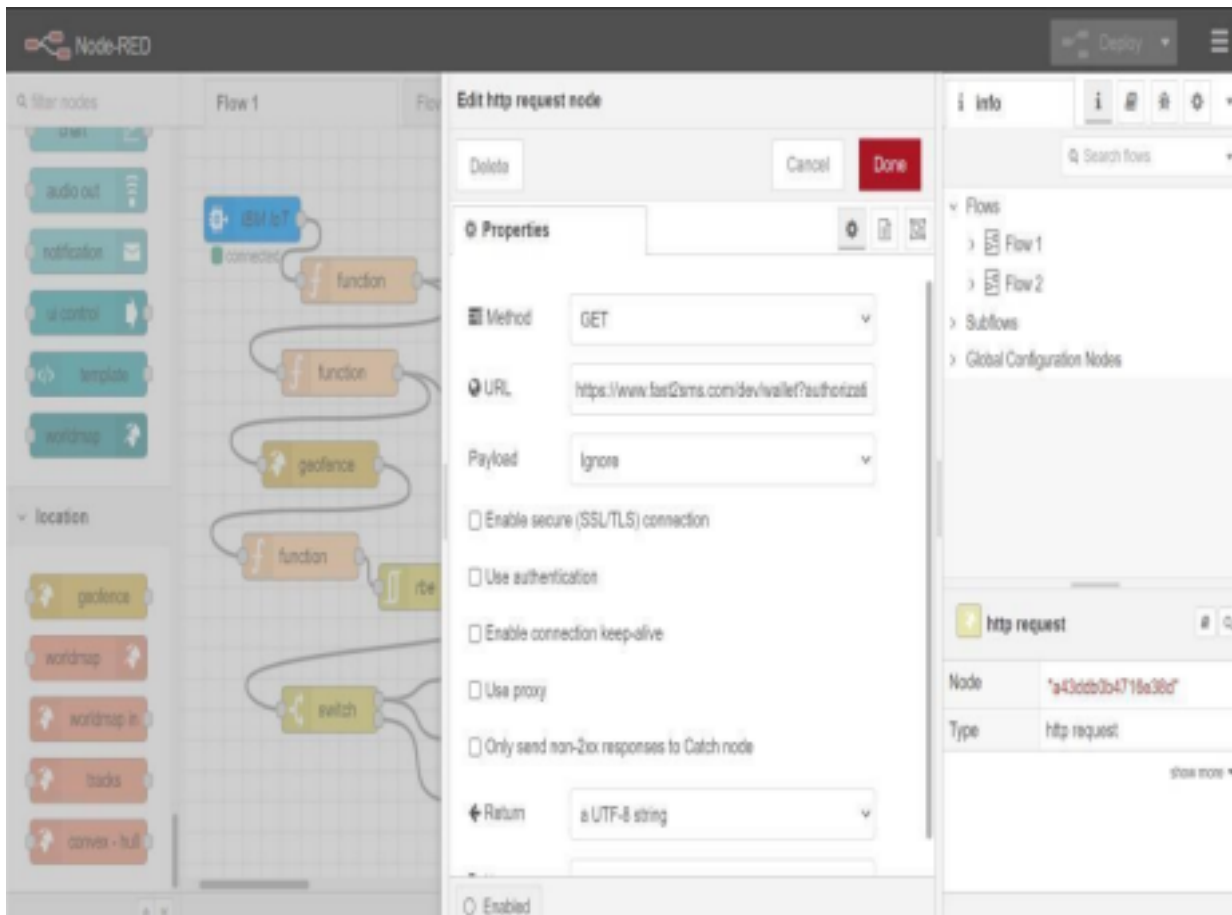 Node-RED
Deploy
filter nodes
chart
audio out
notification
ui control
template
worldmap
location
geofence
worldmap
worldmap in
tracks
convex - hull
Flow 1
IBM IoT
connected
function
function
geofence
function
rbe
switch
Edit http request node
Delete
Cancel
Done
Properties
Method
GET
URL
https://www.fast2sms.com/dev/wallet?authorizati
Payload
Ignore
Enable secure (SSL/TLS) connection
Use authentication
Enable connection keep-alive
Use proxy
Only send non-2xx responses to Catch node
Return
a UTF-8 string
Enabled
i info
i
Search flows
Flows
Flow 1
Flow 2
Subflows
Global Configuration Nodes
http request
Node
Type
http request
show more